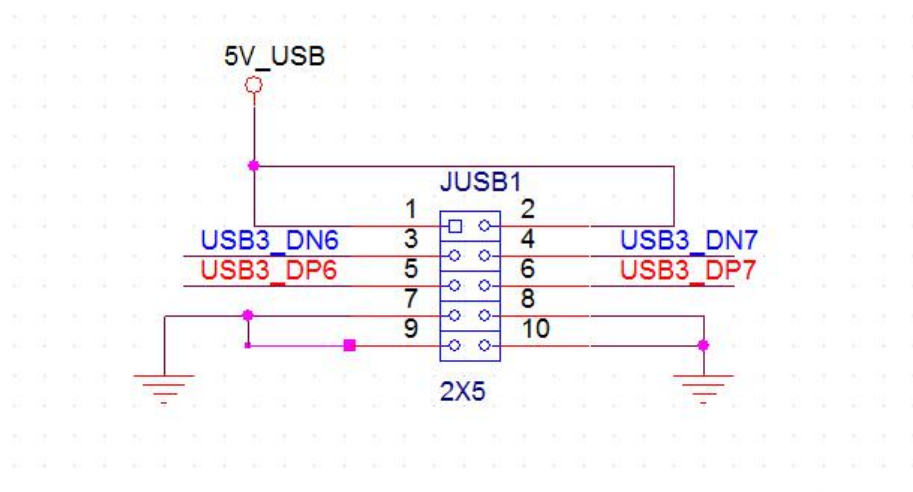 5V_USB
JUSB1
1 2
USB3_DN6 3 4 USB3_DN7
USB3_DP6 5 6 USB3_DP7
7 8
9 10
2X5